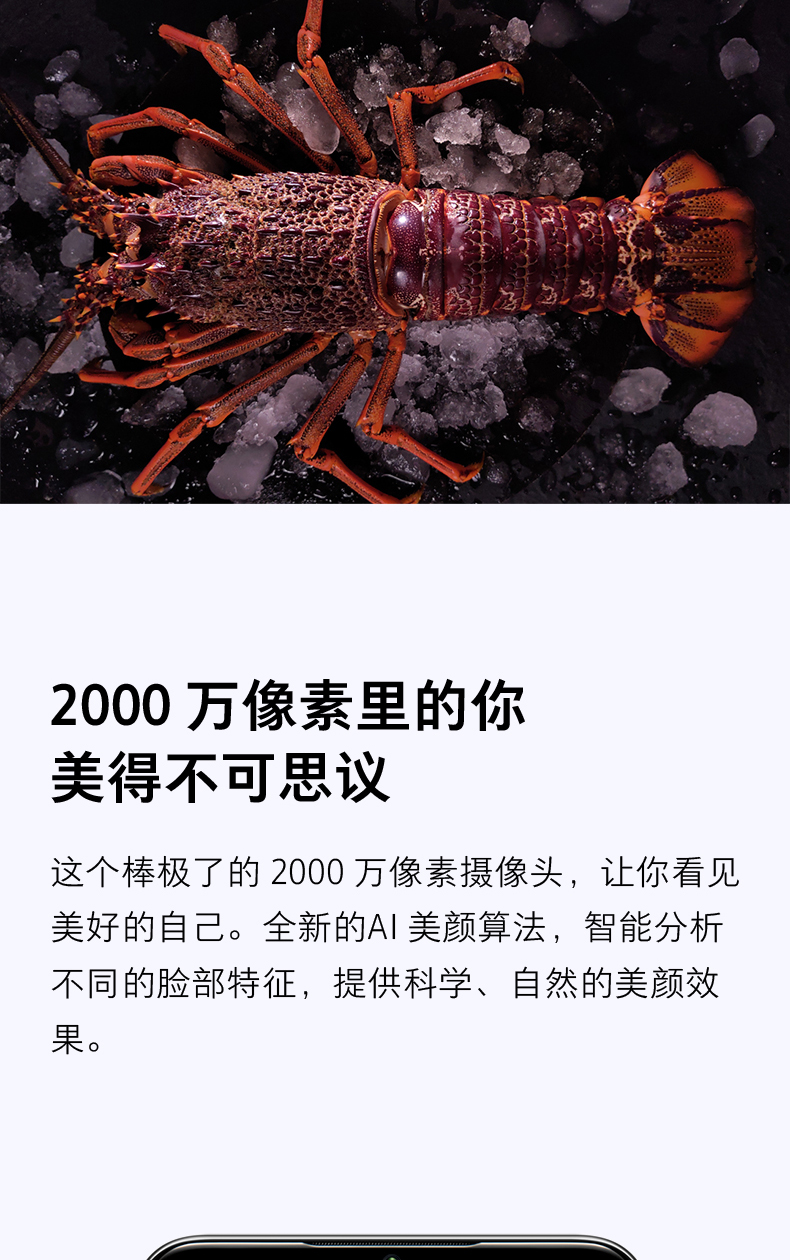 2000 万像素里的你
美得不可思议
这个棒极了的 2000 万像素摄像头，让你看见
美好的自己。全新的AI 美颜算法，智能分析
不同的脸部特征，提供科学、自然的美颜效
果。